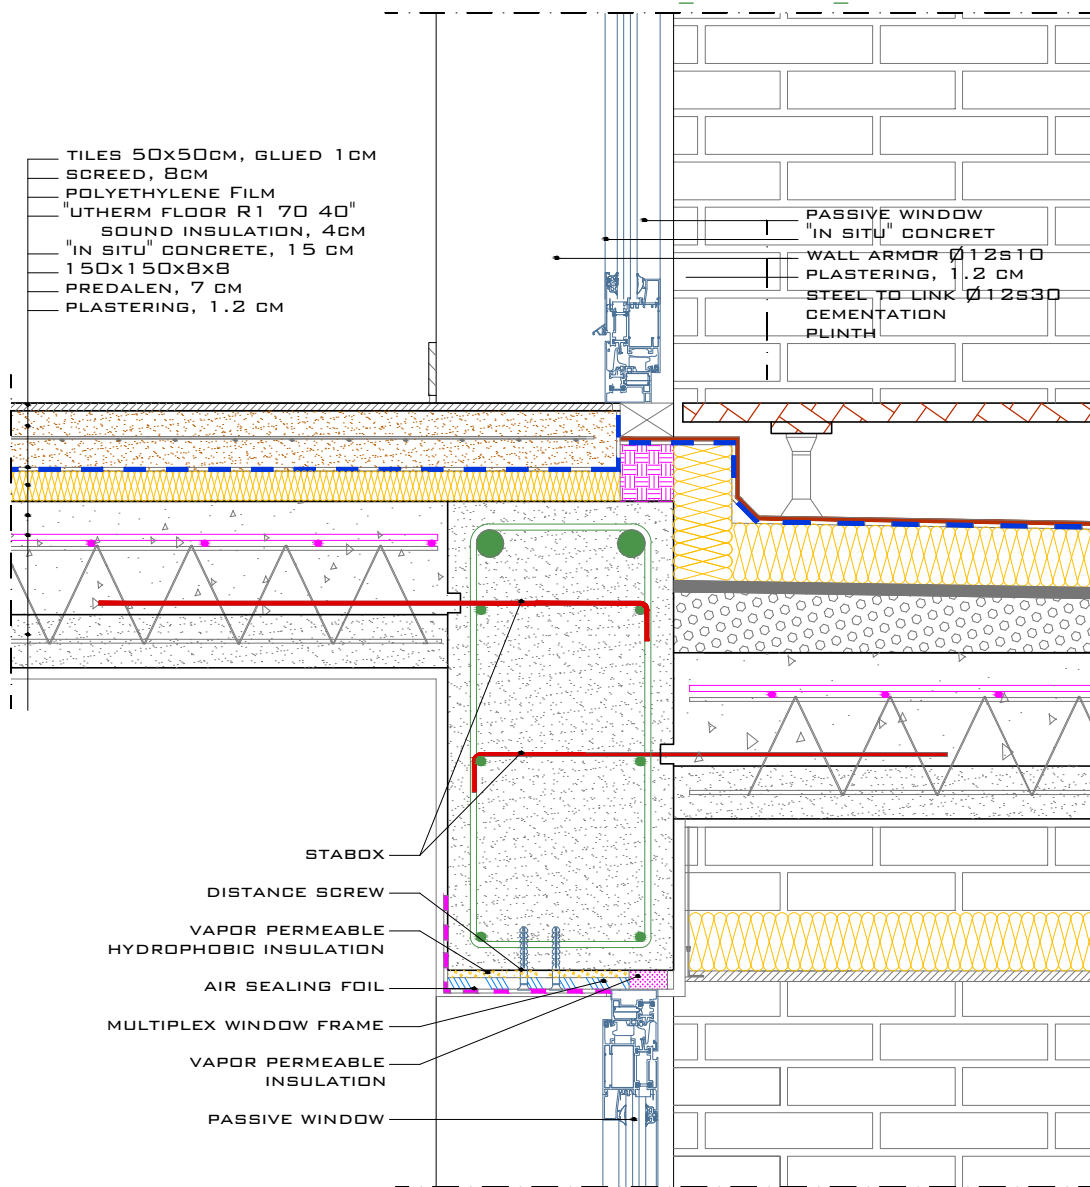 TILES 50x50CM, GLUED 1CM
SCREED, 8CM
POLYETHYLENE FILM
"UTHERM FLOOR R1 70 40"
SOUND INSULATION, 4CM
"IN SITU" CONCRETE, 15 CM
150x150x8x8
PREDALEN, 7 CM
PLASTERING, 1.2 CM
PASSIVE WINDOW
"IN SITU" CONCRET
WALL ARMOR Ø12s10
PLASTERING, 1.2 CM
STEEL TO LINK Ø12s30
CEMENTATION
PLINTH
STABOX
DISTANCE SCREW
VAPOR PERMEABLE
HYDROPHOBIC INSULATION
AIR SEALING FOIL
MULTIPLEX WINDOW FRAME
VAPOR PERMEABLE
INSULATION
PASSIVE WINDOW